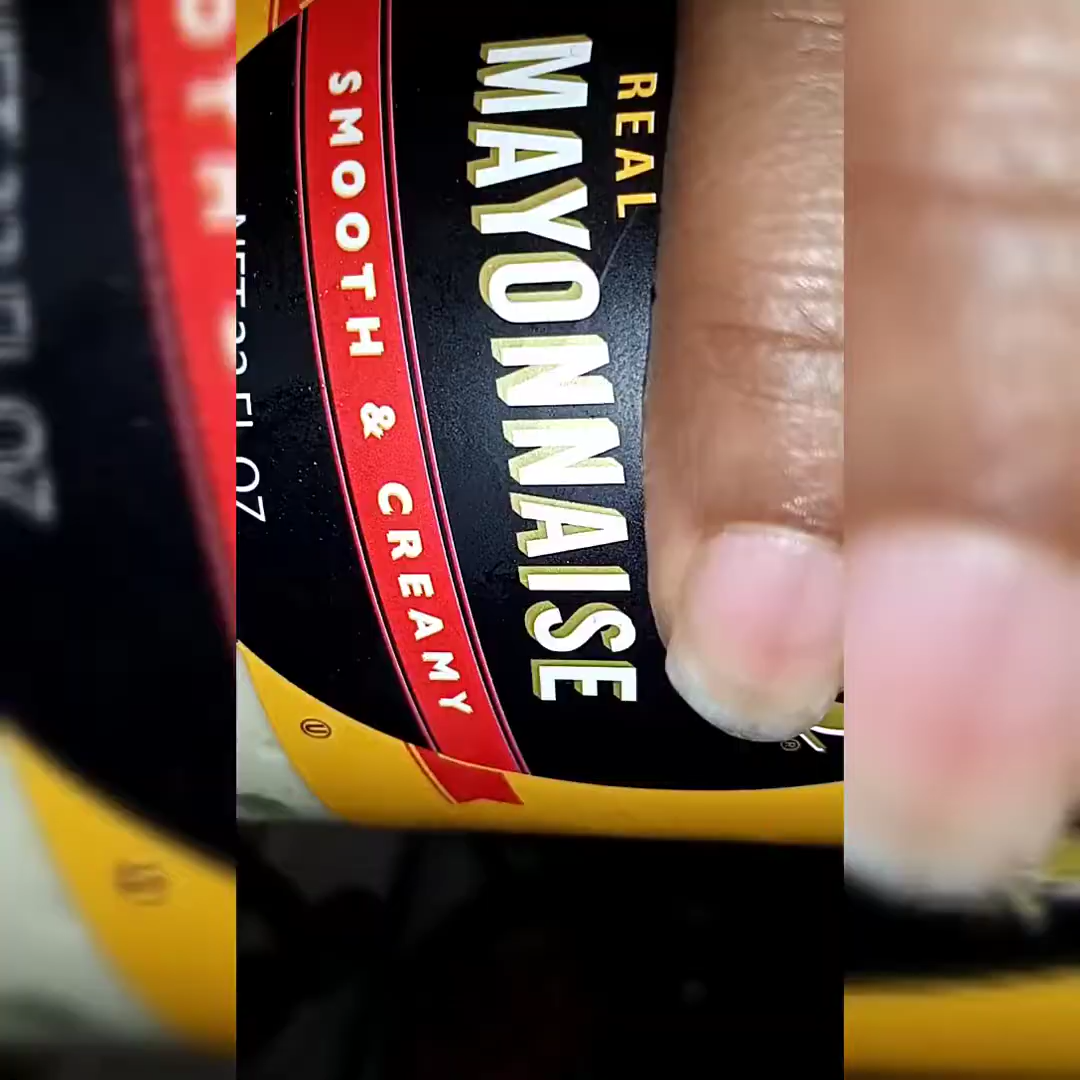 REAL
MAYONNAISE
SMOOTH & CREAMY
NET 32 FL OZ
U
®